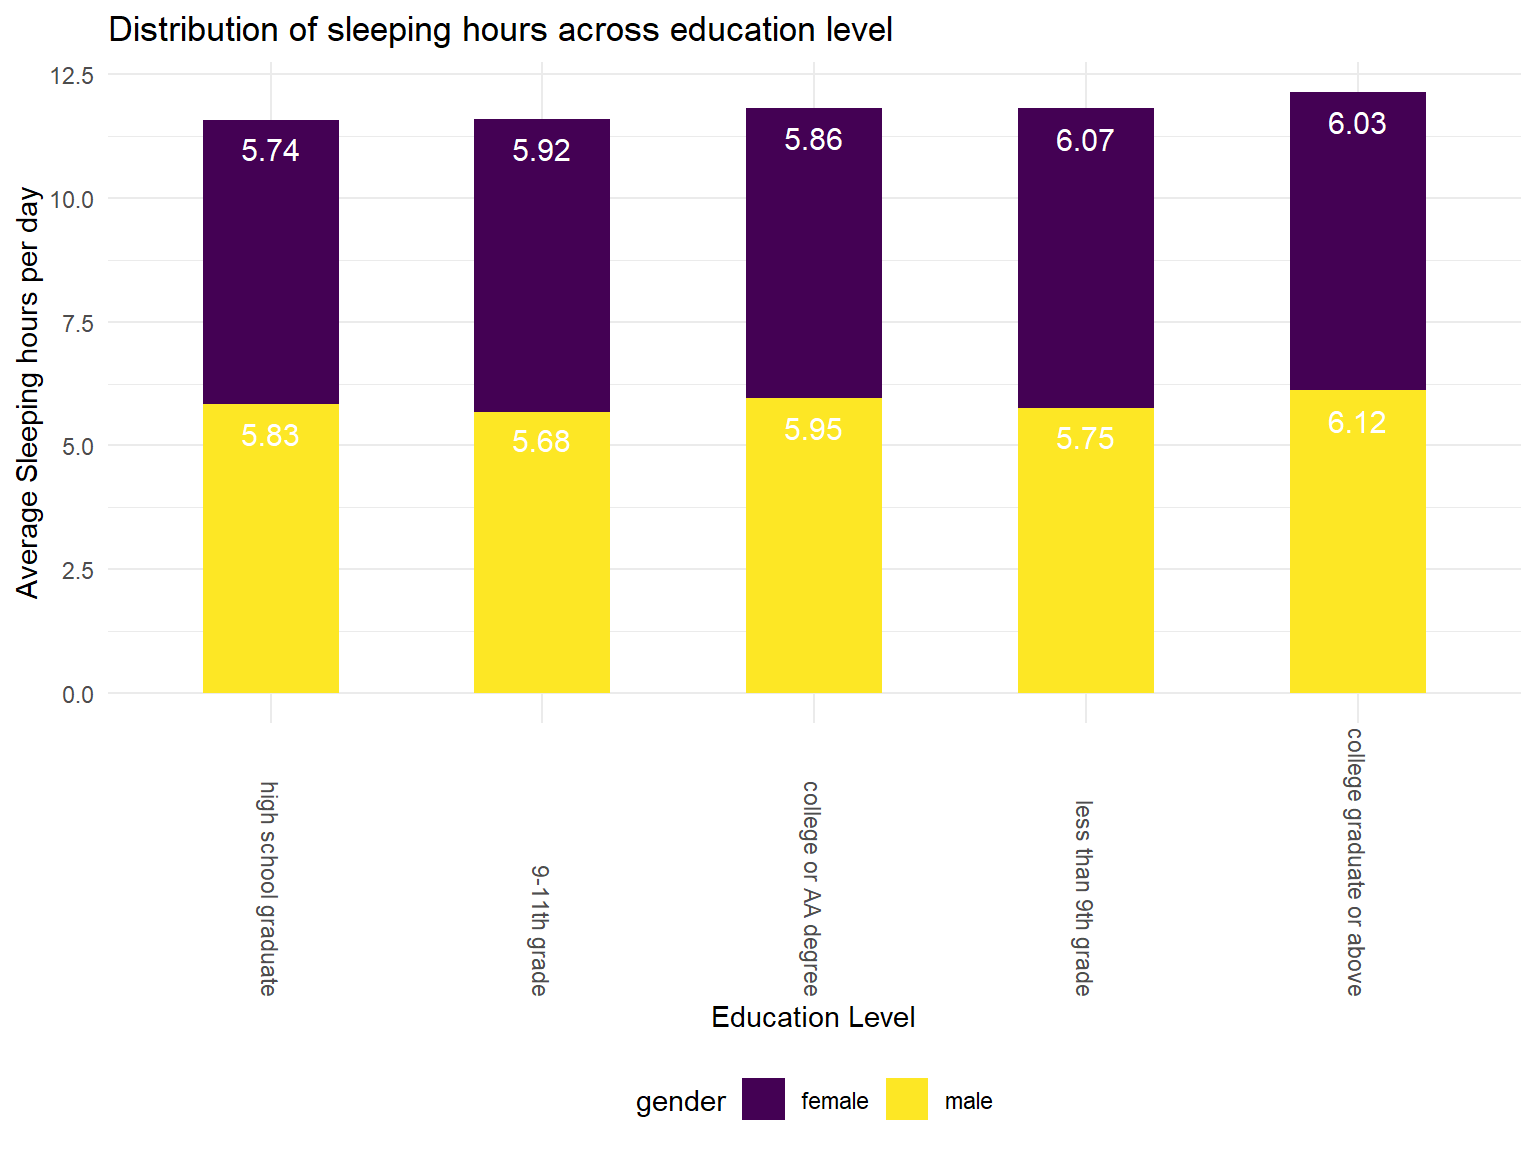 Distribution of sleeping hours across education level
Average Sleeping hours per day
12.5
10.0
7.5
5.0
2.5
0.0
5.74
5.92
5.86
6.07
6.03
5.83
5.68
5.95
5.75
6.12
high school graduate
9-11th grade
college or AA degree
less than 9th grade
college graduate or above
Education Level
gender
female
male